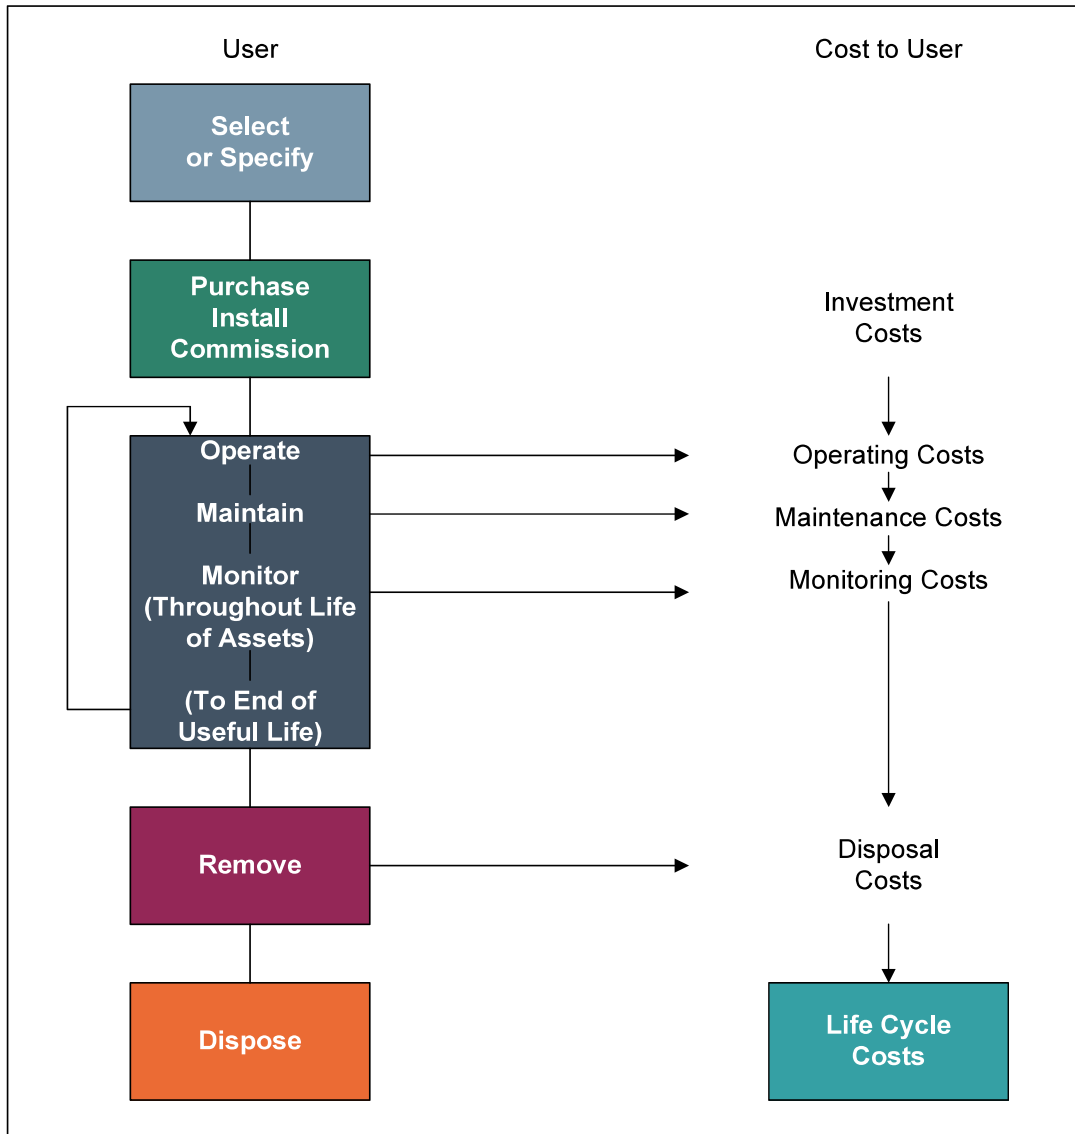 User
Cost to User
Select
or Specify
Purchase
Install
Commission
Investment
Costs
Operate
Operating Costs
Maintain
Maintenance Costs
Monitor
(Throughout Life
of Assets)
Monitoring Costs
(To End of
Useful Life)
Remove
Disposal
Costs
Dispose
Life Cycle
Costs